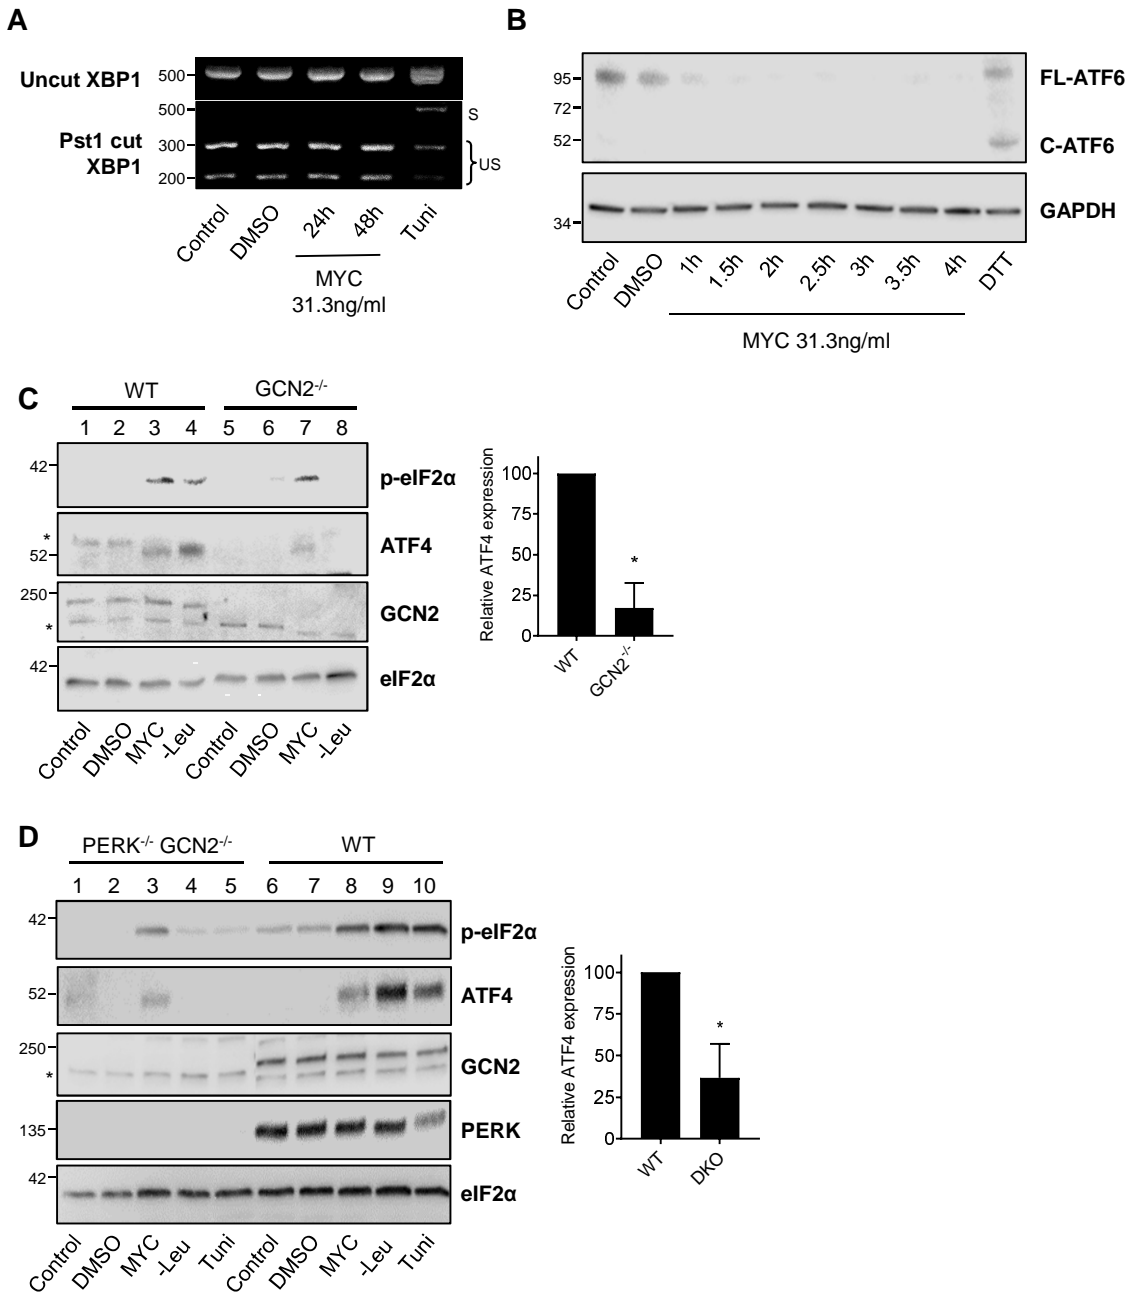 A
Uncut XBP1
500
500
S
Pst1 cut
XBP1
300
US
200
Control
DMSO
24h
48h
Tuni
MYC
31.3ng/ml
B
95
FL-ATF6
72
52
C-ATF6
GAPDH
34
Control
DMSO
1h
1.5h
2h
2.5h
3h
3.5h
4h
DTT
MYC 31.3ng/ml
C
WT
GCN2-/-
1 2 3 4 5 6 7 8
42
p-eIF2α
*
52
ATF4
250
GCN2
*
42
eIF2α
Control
DMSO
MYC
-Leu
Control
DMSO
MYC
-Leu
Relative ATF4 expression
100
75
50
25
0
*
WT
GCN2-/-
D
PERK-/- GCN2-/-
WT
1 2 3 4 5 6 7 8 9 10
42
p-eIF2α
52
ATF4
250
GCN2
*
135
PERK
42
eIF2α
Control
DMSO
MYC
-Leu
Tuni
Control
DMSO
MYC
-Leu
Tuni
Relative ATF4 expression
100
75
50
25
0
*
WT
DKO